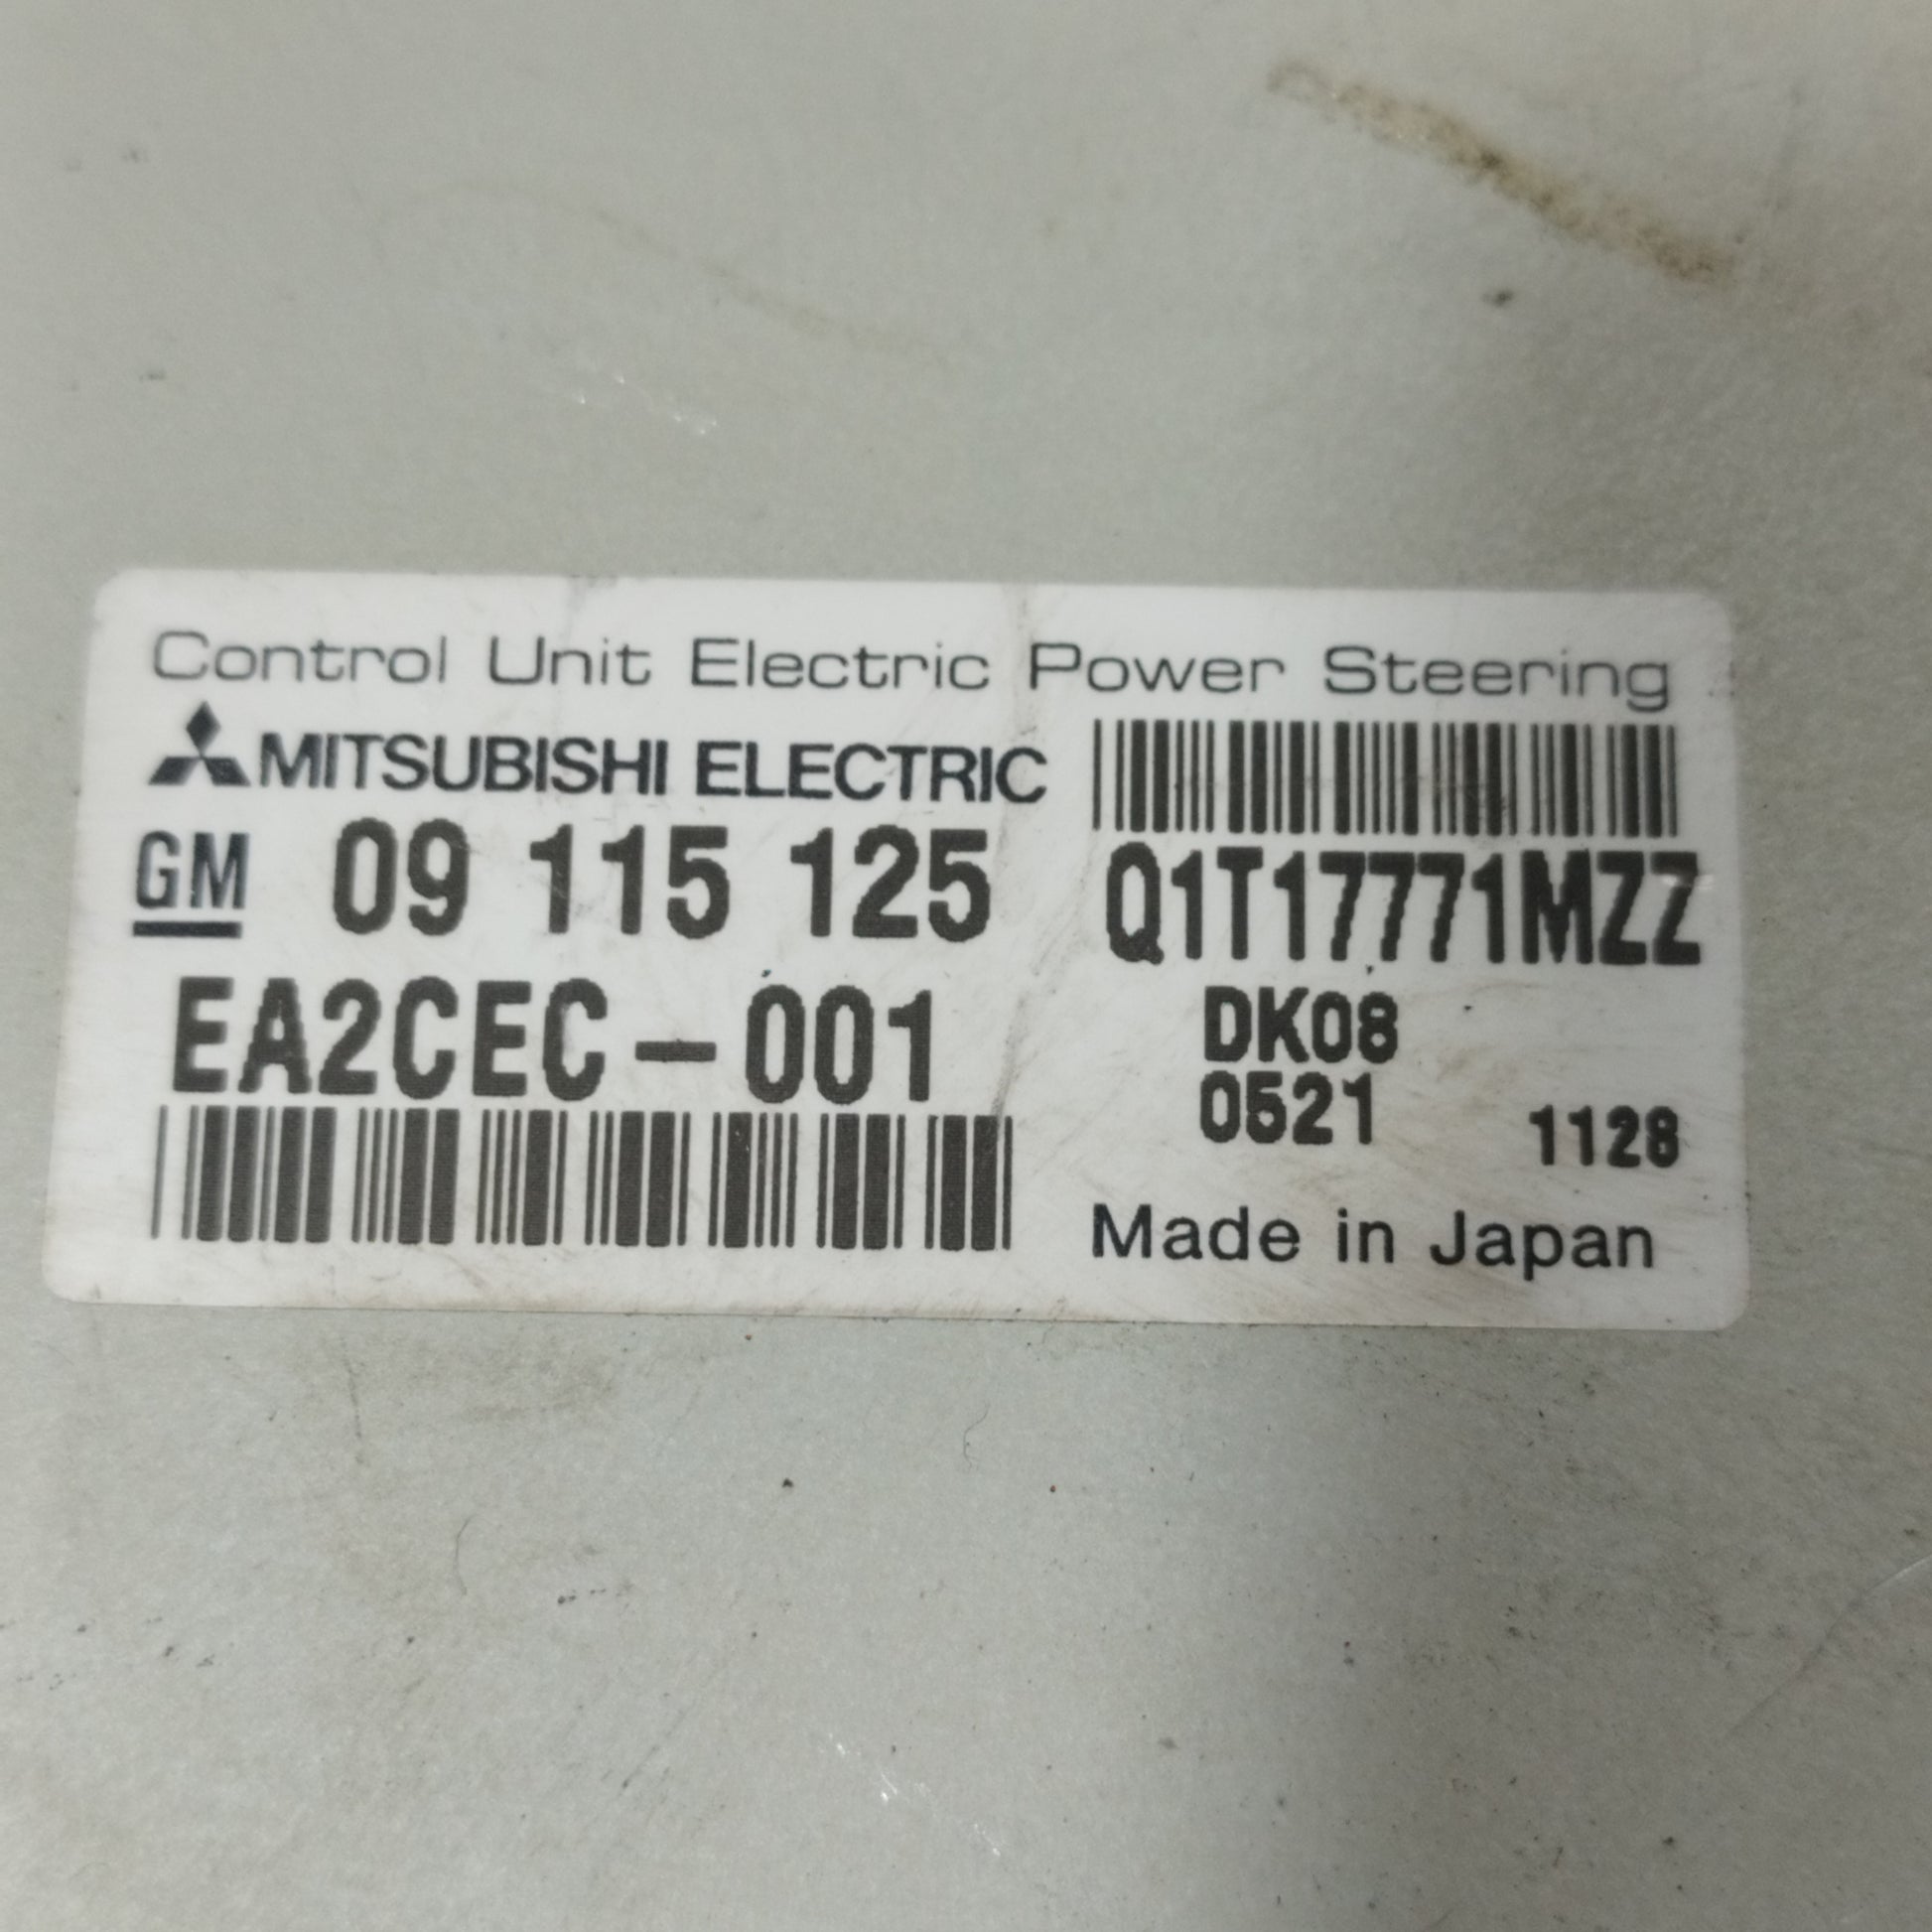 Control Unit Electric Power Steering
MITSUBISHI ELECTRIC
GM 09 115 125
EA2CEC-001
Q1T17771MZZ
DK08
0521 1128
Made in Japan